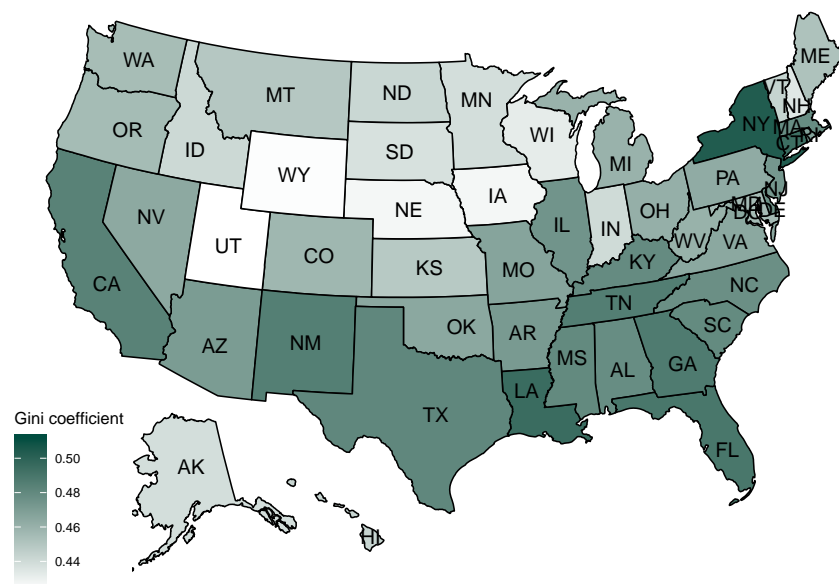 WA
ME
MT
ND
MN
VT
NH
OR
ID
SD
WI
NY
MA
CT
RI
MI
WY
PA
IA
NJ
NE
OH
MD
DE
DC
NV
IL
IN
UT
CO
WV
VA
KS
MO
KY
CA
NC
TN
OK
AR
SC
AZ
NM
MS
AL
GA
LA
TX
Gini coefficient
FL
0.50
AK
0.48
0.46
HI
0.44